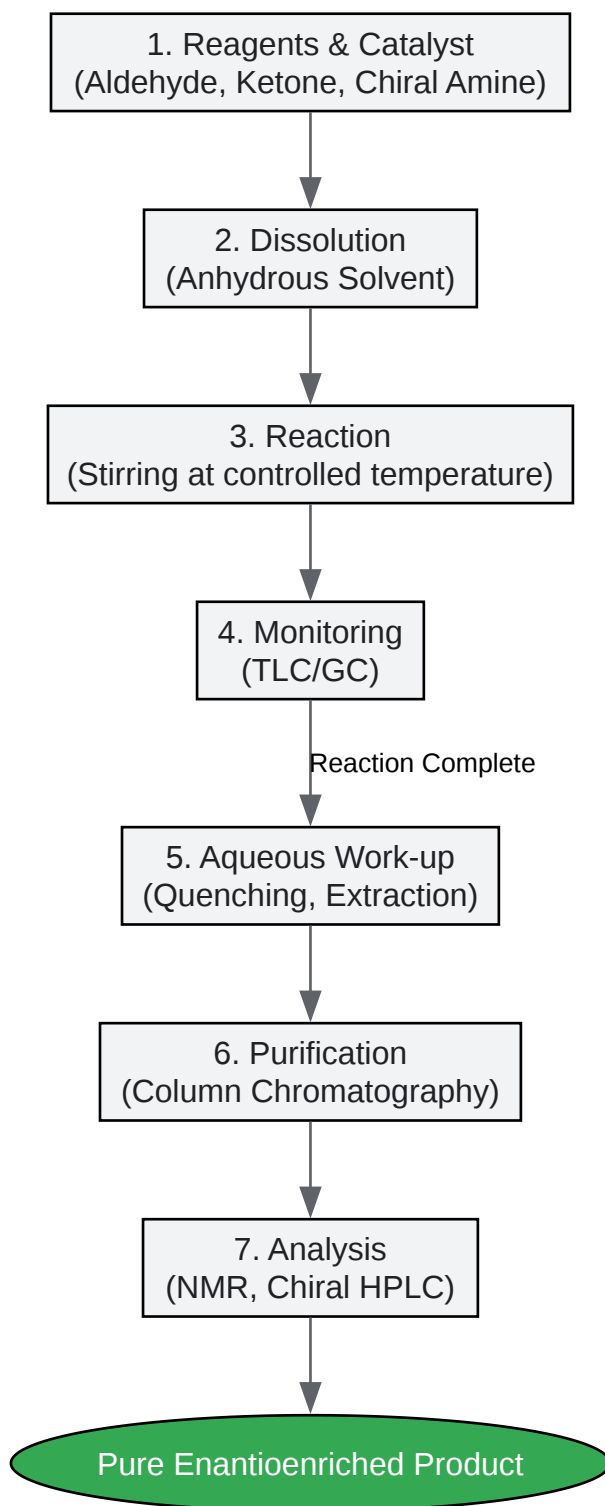 1. Reagents & Catalyst
(Aldehyde, Ketone, Chiral Amine)
2. Dissolution
(Anhydrous Solvent)
3. Reaction
(Stirring at controlled temperature)
4. Monitoring
(TLC/GC)
Reaction Complete
5. Aqueous Work-up
(Quenching, Extraction)
6. Purification
(Column Chromatography)
7. Analysis
(NMR, Chiral HPLC)
Pure Enantioenriched Product